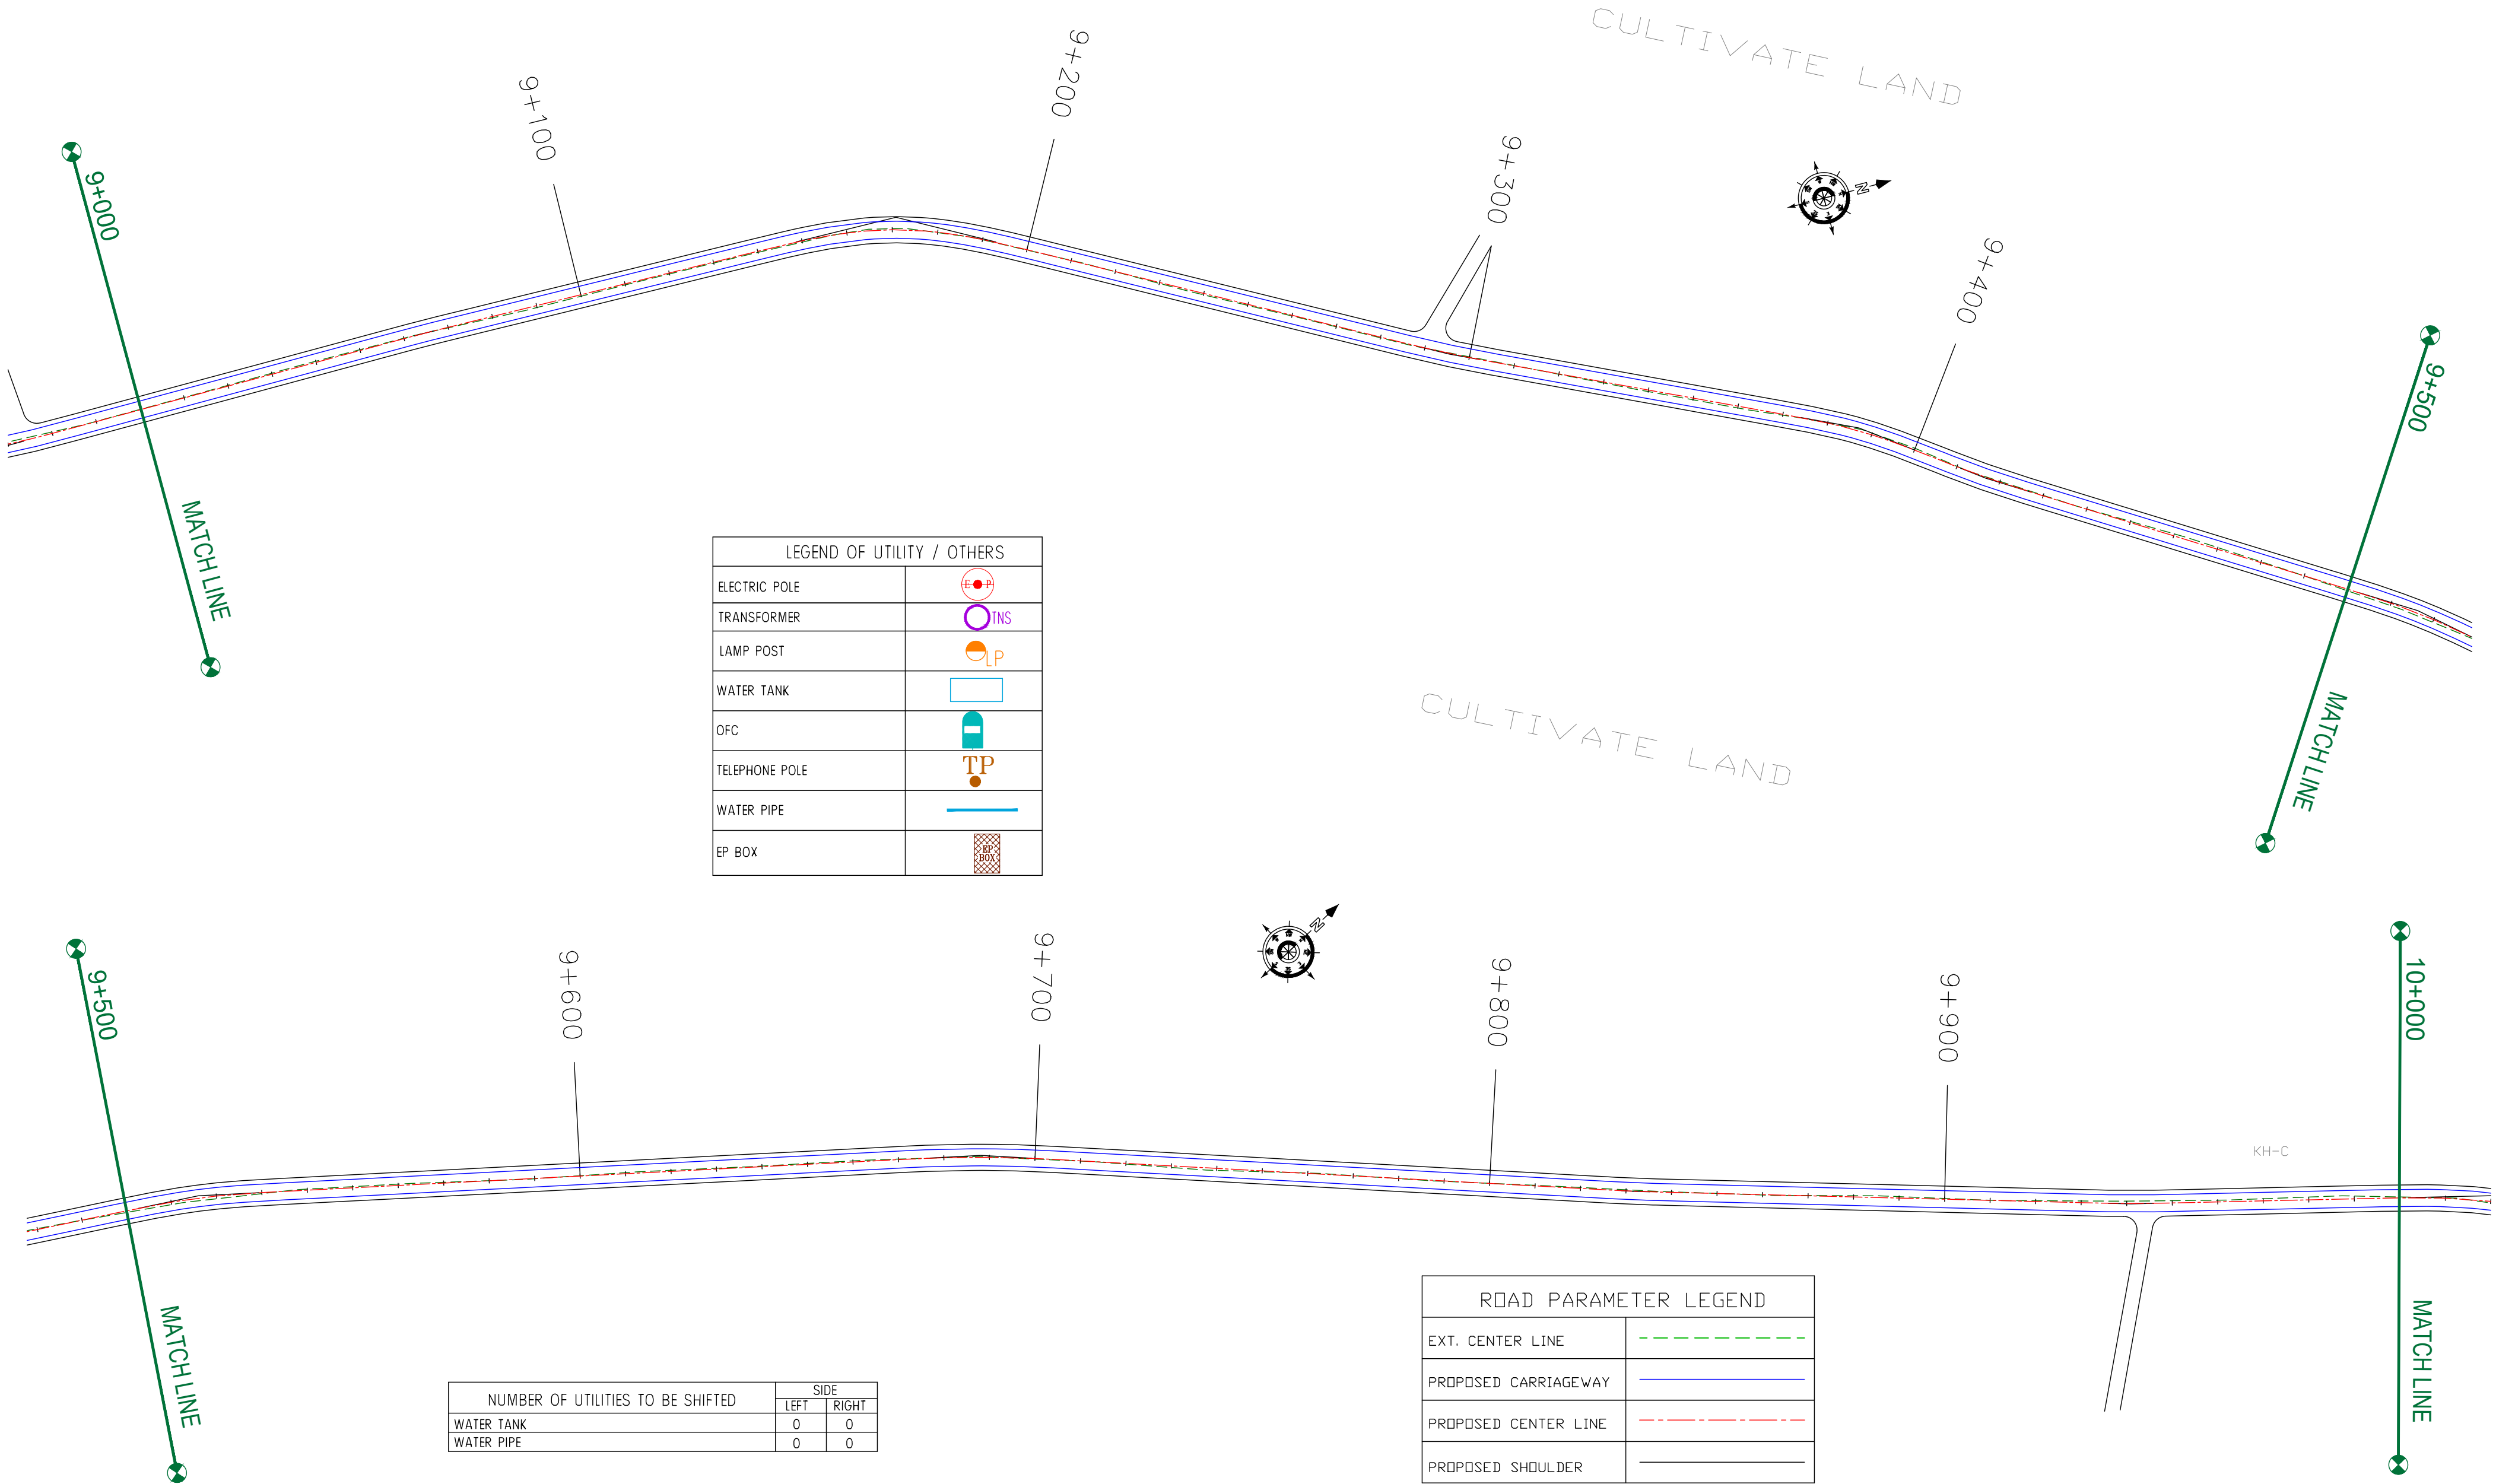 CULTIVATE LAND
9+200
9+100
9+300
9+000
N
9+400
9+500
MATCH LINE
LEGEND OF UTILITY / OTHERS
ELECTRIC POLE E P
TRANSFORMER TNS
LAMP POST LP
WATER TANK
OFC
TELEPHONE POLE TP
WATER PIPE
EP BOX EP
BOX
CULTIVATE LAND
MATCH LINE
N
9+500
9+600
9+700
9+800
9+900
10+000
KH-C
MATCH LINE
MATCH LINE
NUMBER OF UTILITIES TO BE SHIFTED SIDE
LEFT RIGHT
WATER TANK 0 0
WATER PIPE 0 0
ROAD PARAMETER LEGEND
EXT. CENTER LINE
PROPOSED CARRIAGEWAY
PROPOSED CENTER LINE
PROPOSED SHOULDER